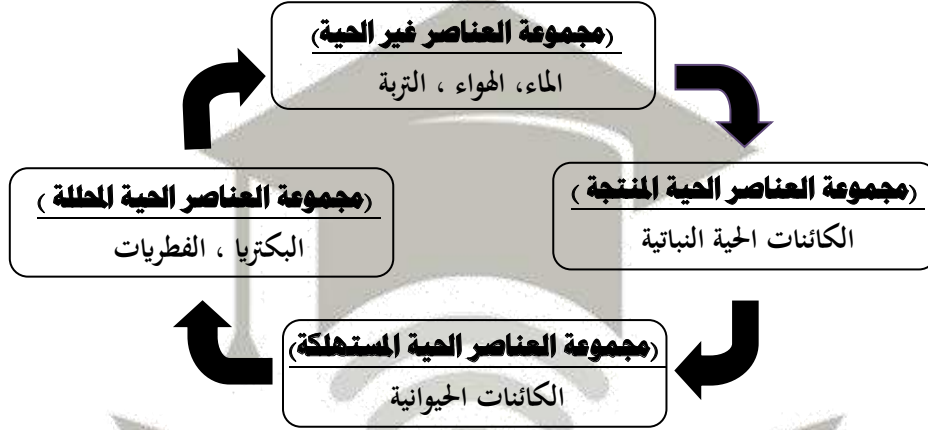 (مجموعة العناصر غير الحية)
الماء، الهواء ، التربة
(مجموعة العناصر الحية المنتجة )
الكائنات الحية النباتية
(مجموعة العناصر الحية المحللة )
البكتريا ، الفطريات
(مجموعة العناصر الحية المستهلكة)
الكائنات الحيوانية